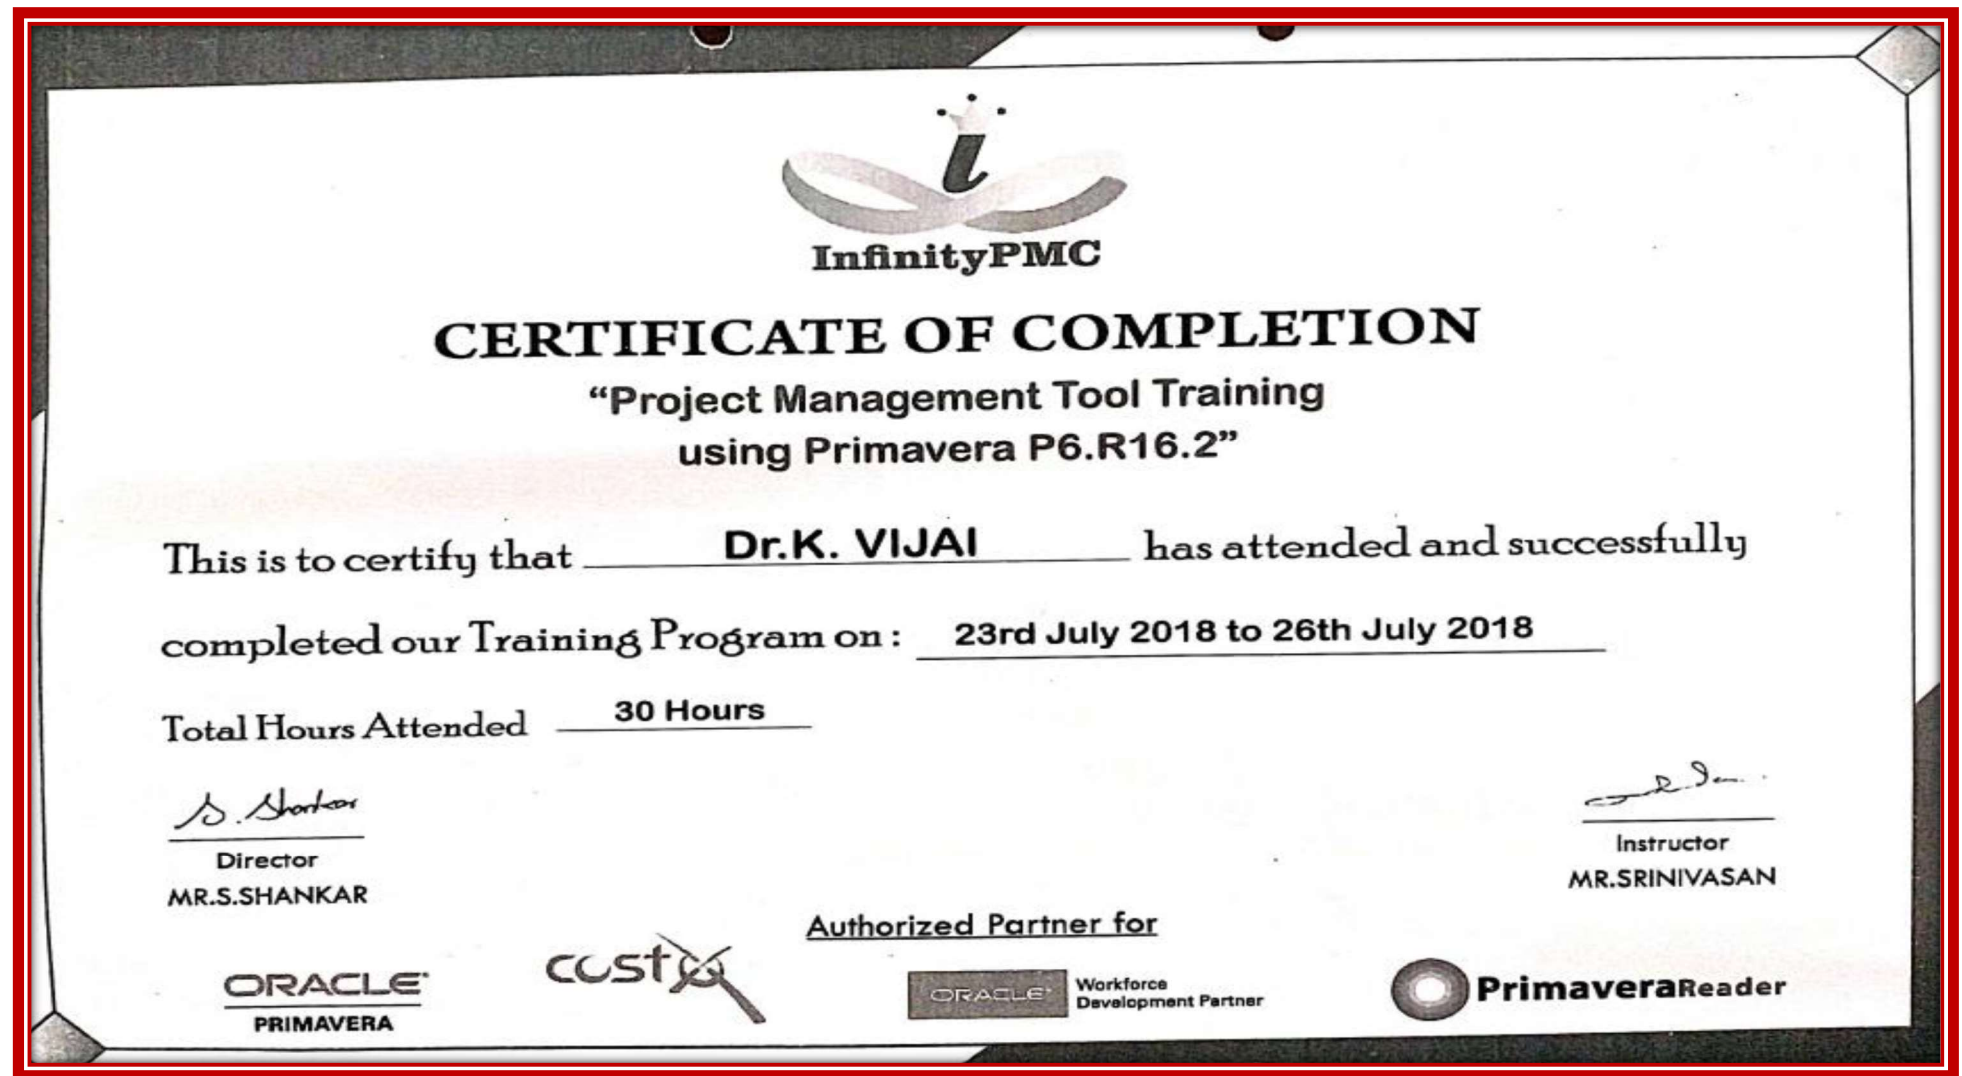 i
InfinityPMC
CERTIFICATE OF COMPLETION
“Project Management Tool Training
using Primavera P6.R16.2”
This is to certify that Dr.K. VIJAI has attended and successfully
completed our Training Program on : 23rd July 2018 to 26th July 2018
Total Hours Attended 30 Hours
S. Shankar
Director
MR.S.SHANKAR
Instructor
MR.SRINIVASAN
Authorized Partner for
ORACLE
PRIMAVERA
costX
ORACLE Workforce
Development Partner
PrimaveraReader